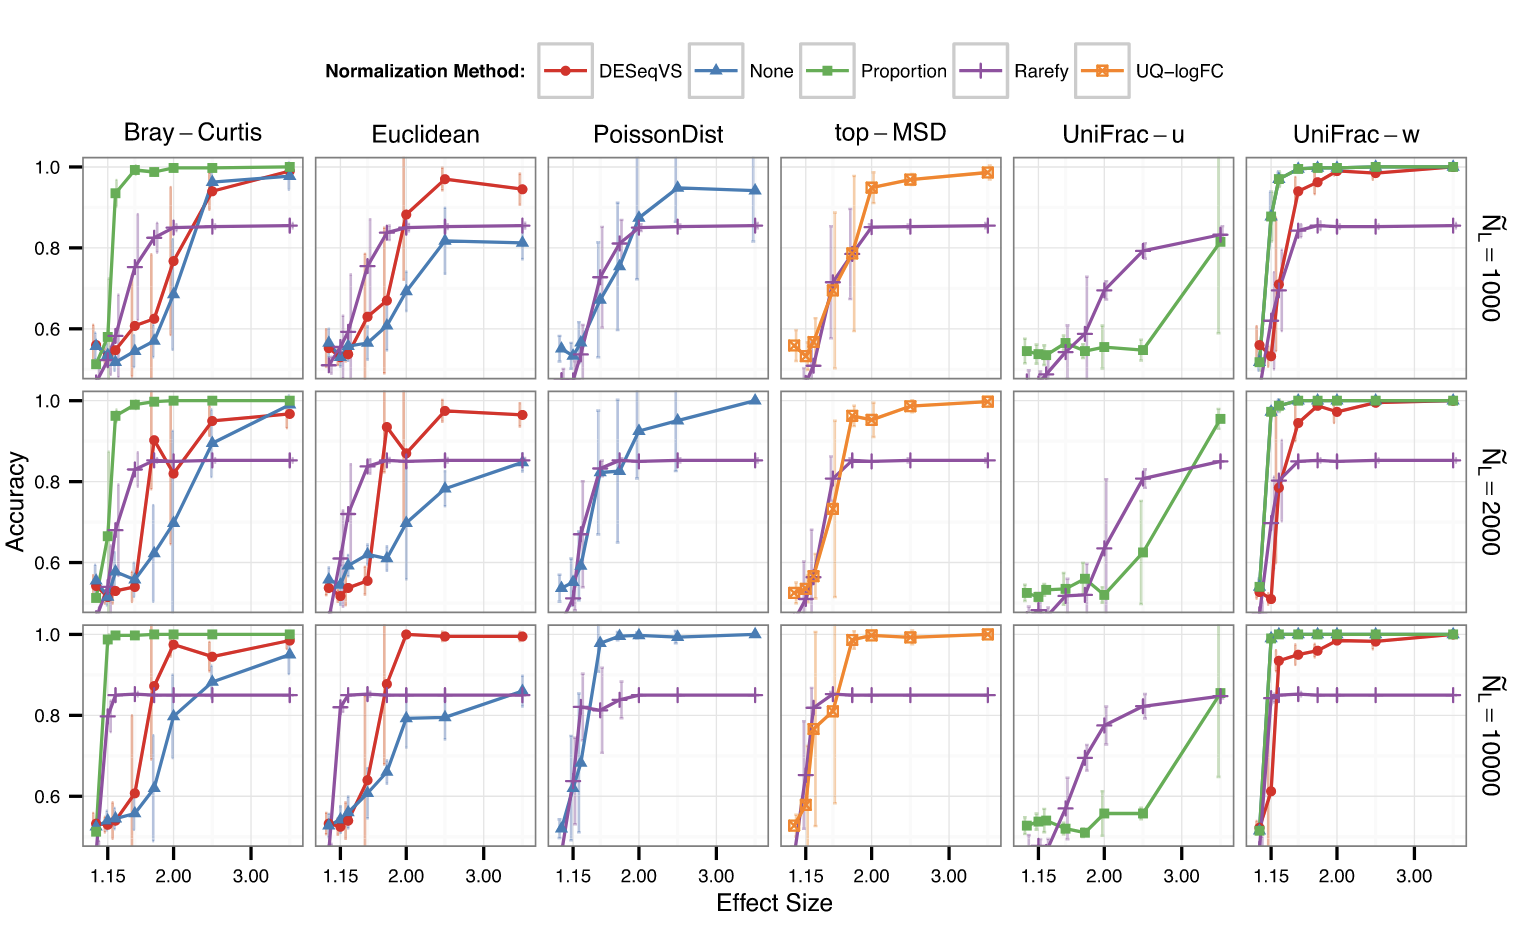 Normalization Method: DESeqVS None Proportion Rarefy UQ−logFC
Bray − Curtis Euclidean PoissonDist top − MSD UniFrac − u UniFrac − w
1.0
0.8
0.6
ÑL = 1000
1.0
0.8
0.6
ÑL = 2000
Accuracy
1.0
0.8
0.6
ÑL = 10000
1.15 2.00 3.00 1.15 2.00 3.00 1.15 2.00 3.00 1.15 2.00 3.00 1.15 2.00 3.00 1.15 2.00 3.00
Effect Size